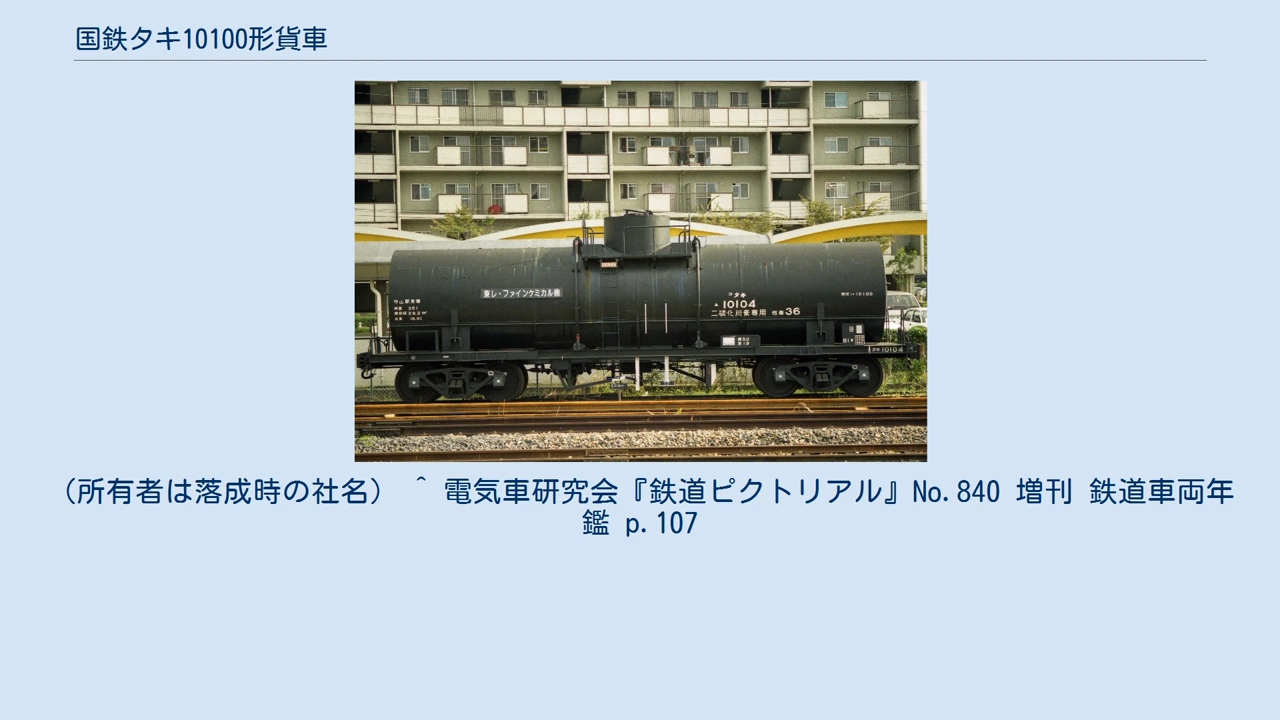 国鉄タキ10100形貨車
東レ・ファインケミカル㈱
タキ
10104
二硫化炭素専用
36
10104
（所有者は落成時の社名） ^ 電気車研究会『鉄道ピクトリアル』No.840 増刊 鉄道車両年
鑑 p.107